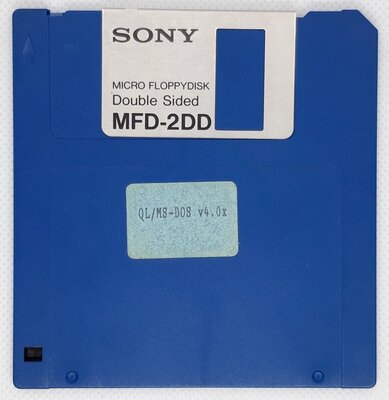 SONY
MICRO FLOPPYDISK
Double Sided
MFD-2DD
QL/MS-DOS v4.0x